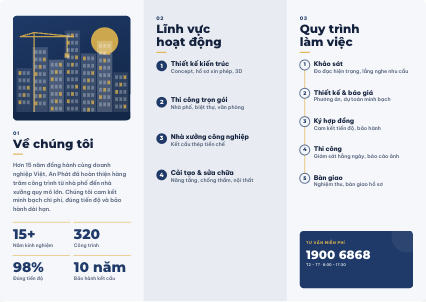 01
Về chúng tôi
Hơn 15 năm đồng hành cùng doanh
nghiệp Việt, An Phát đã hoàn thiện hàng
trăm công trình từ nhà phố đến nhà
xưởng quy mô lớn. Chúng tôi cam kết
minh bạch chi phí, đúng tiến độ và bảo
hành dài hạn.
15+
Năm kinh nghiệm
320
Công trình
98%
Đúng tiến độ
10 năm
Bảo hành kết cấu
02
Lĩnh vực
hoạt động
1 Thiết kế kiến trúc
Concept, hồ sơ xin phép, 3D
2 Thi công trọn gói
Nhà phố, biệt thự, văn phòng
3 Nhà xưởng công nghiệp
Kết cấu thép tiền chế
4 Cải tạo & sửa chữa
Nâng tầng, chống thấm, nội thất
03
Quy trình
làm việc
1 Khảo sát
Đo đạc hiện trạng, lắng nghe nhu cầu
2 Thiết kế & báo giá
Phương án, dự toán minh bạch
3 Ký hợp đồng
Cam kết tiến độ, bảo hành
4 Thi công
Giám sát hằng ngày, báo cáo ảnh
5 Bàn giao
Nghiệm thu, bàn giao hồ sơ
TƯ VẤN MIỄN PHÍ
1900 6868
T2 – T7 · 8:00 – 17:30